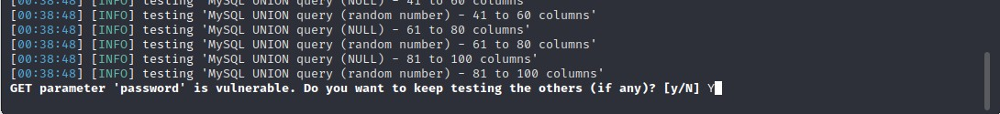 [00:38:48] [INFO] testing 'MySQL UNION query (NULL) - 41 to 60 columns'
[00:38:48] [INFO] testing 'MySQL UNION query (random number) - 41 to 60 columns'
[00:38:48] [INFO] testing 'MySQL UNION query (NULL) - 61 to 80 columns'
[00:38:48] [INFO] testing 'MySQL UNION query (random number) - 61 to 80 columns'
[00:38:48] [INFO] testing 'MySQL UNION query (NULL) - 81 to 100 columns'
[00:38:48] [INFO] testing 'MySQL UNION query (random number) - 81 to 100 columns'
GET parameter 'password' is vulnerable. Do you want to keep testing the others (if any)? [y/N] Y